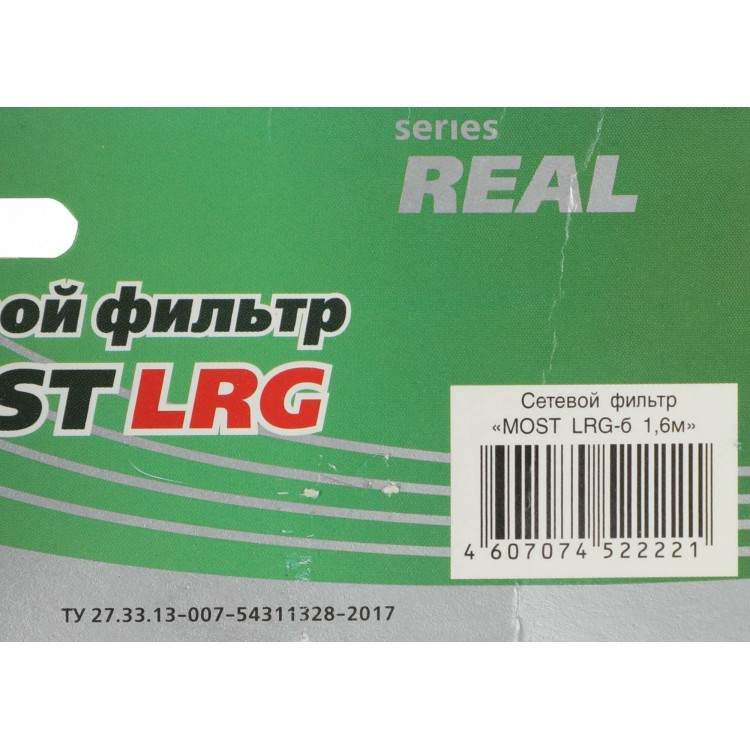 series
REAL
ой фильтр
ST LRG
Сетевой фильтр
«MOST LRG-б 1,6м»
4 607074 522221
ТУ 27.33.13-007-54311328-2017